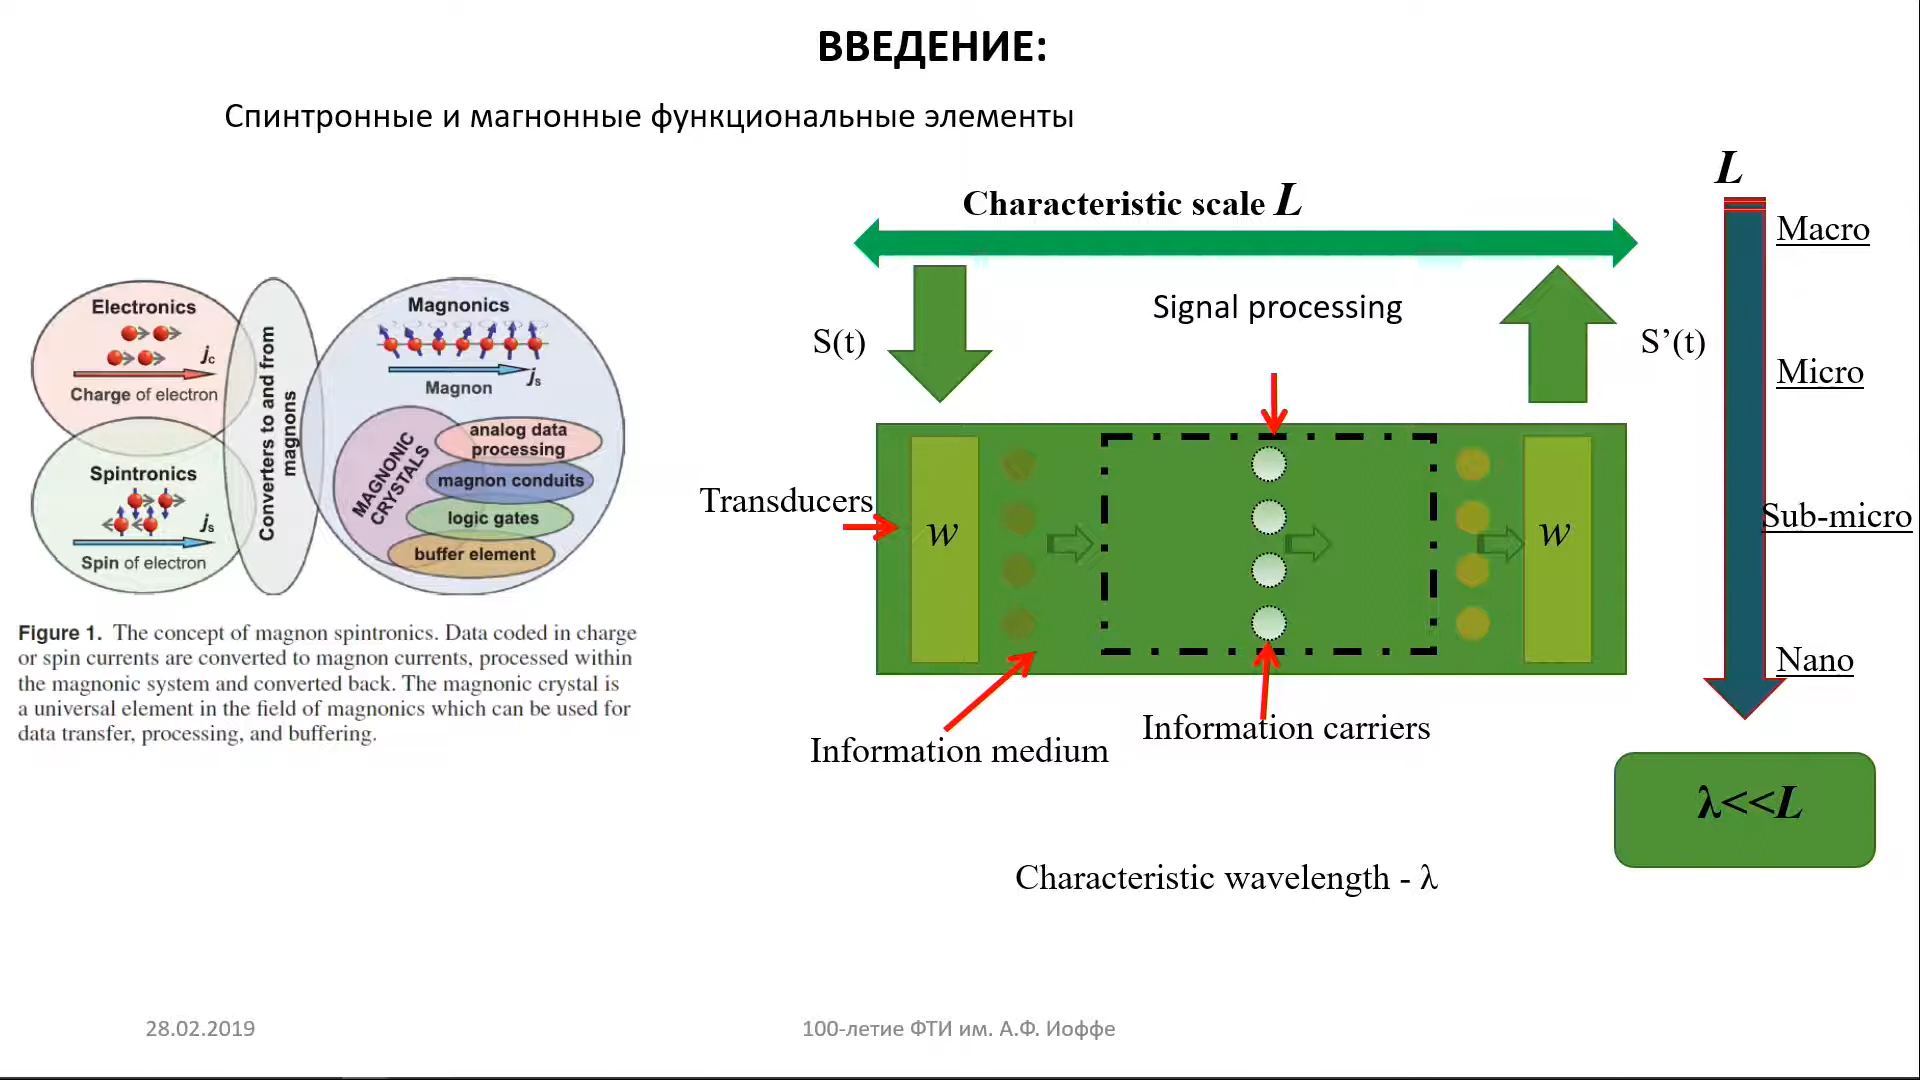 ВВЕДЕНИЕ:
Спинтронные и магнонные функциональные элементы
Electronics
jc
Charge of electron
Spintronics
js
Spin of electron
Converters to and from
magnons
Magnonics
js
Magnon
MAGNONIC
CRYSTALS
analog data
processing
magnon conduits
logic gates
buffer element
Figure 1. The concept of magnon spintronics. Data coded in charge
or spin currents are converted to magnon currents, processed within
the magnonic system and converted back. The magnonic crystal is
a universal element in the field of magnonics which can be used for
data transfer, processing, and buffering.
Characteristic scale L
S(t)
Signal processing
S’(t)
Transducers
w
w
Information medium
Information carriers
Characteristic wavelength - λ
L
Macro
Micro
Sub-micro
Nano
λ<<L
28.02.2019
100-летие ФТИ им. А.Ф. Иоффе